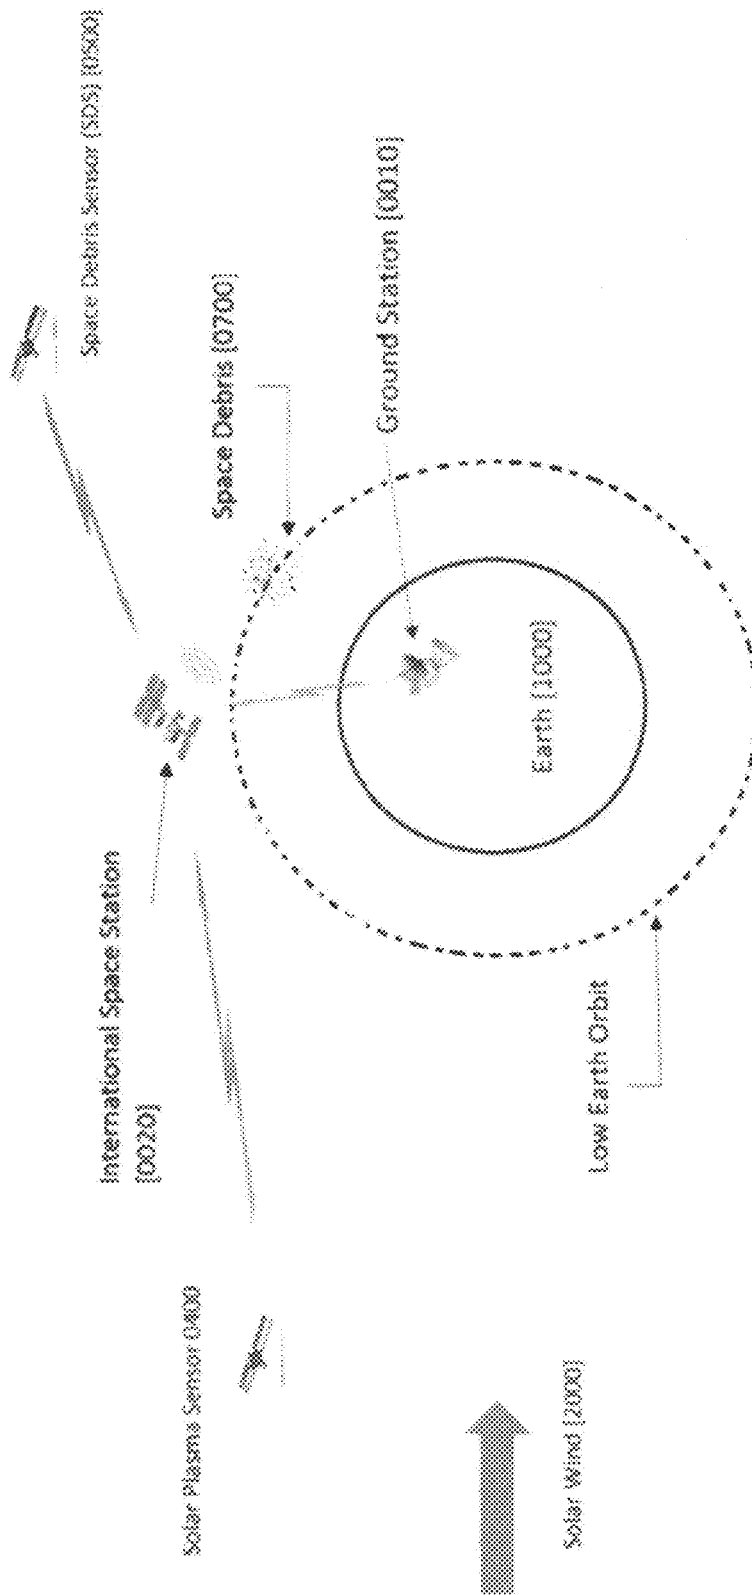 Space Debris Sensor (SDS) [0500]
Space Debris [0700]
Ground Station [0010]
International Space Station
[0020]
Earth [1000]
Low Earth Orbit
Solar Plasma Sensor 0400
Solar Wind [2000]